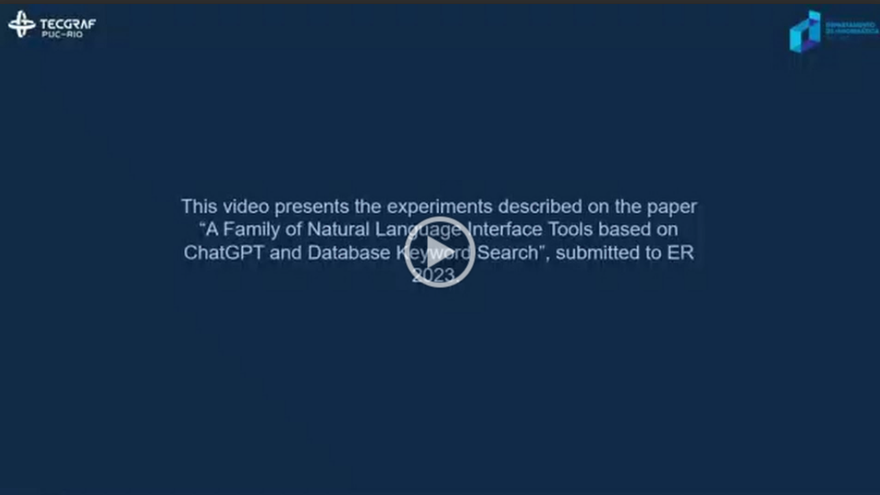 TECGRAF
PUC-RIO
DEPARTAMENTO
DE INFORMÁTICA
This video presents the experiments described on the paper
“A Family of Natural Language Interface Tools based on
ChatGPT and Database Keyword Search”, submitted to ER
2023.